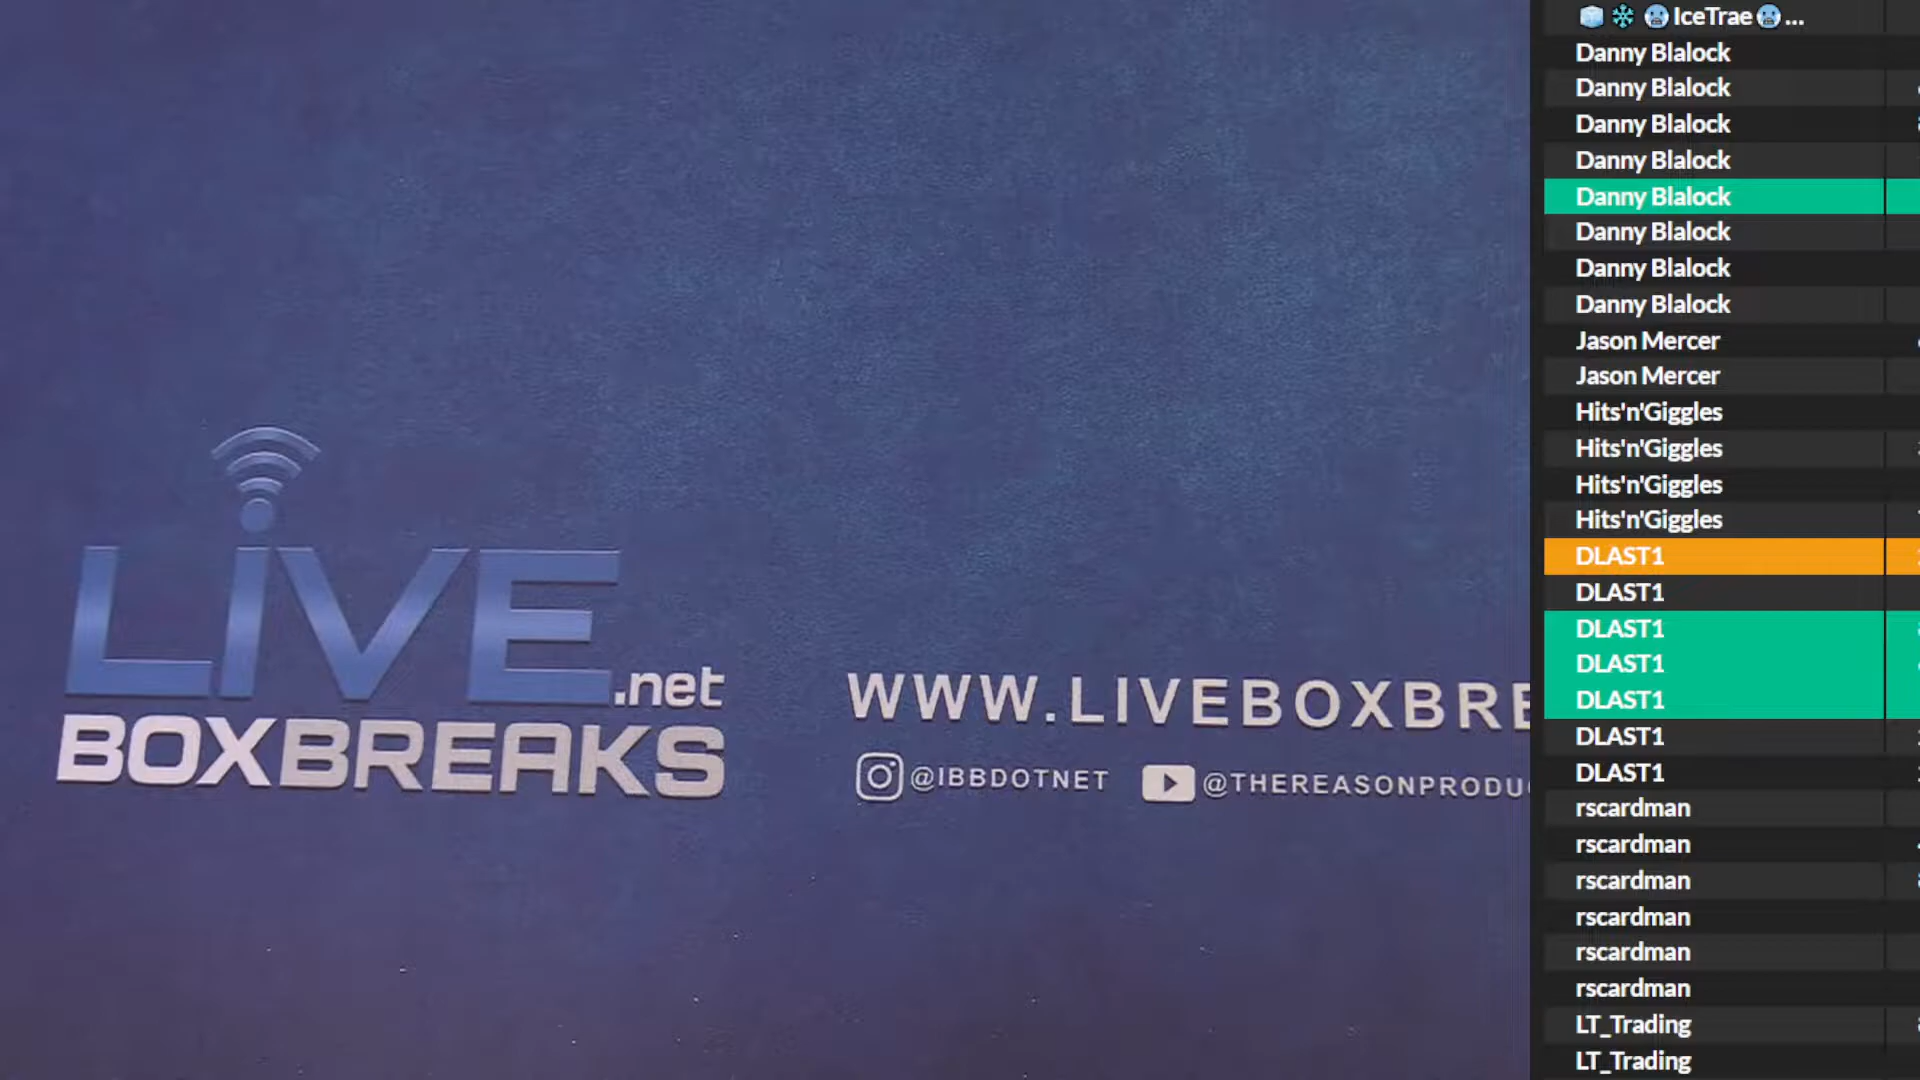 LiVE.net
BOXBREAKS
WWW.LIVEBOXBRE
@IBBDOTNET @THEREASONPRODU
IceTrae...
Danny Blalock
Danny Blalock
Danny Blalock
Danny Blalock
Danny Blalock
Danny Blalock
Danny Blalock
Danny Blalock
Jason Mercer
Jason Mercer
Hits'n'Giggles
Hits'n'Giggles
Hits'n'Giggles
Hits'n'Giggles
DLAST1
DLAST1
DLAST1
DLAST1
DLAST1
DLAST1
DLAST1
rscardman
rscardman
rscardman
rscardman
rscardman
rscardman
LT_Trading
LT_Trading